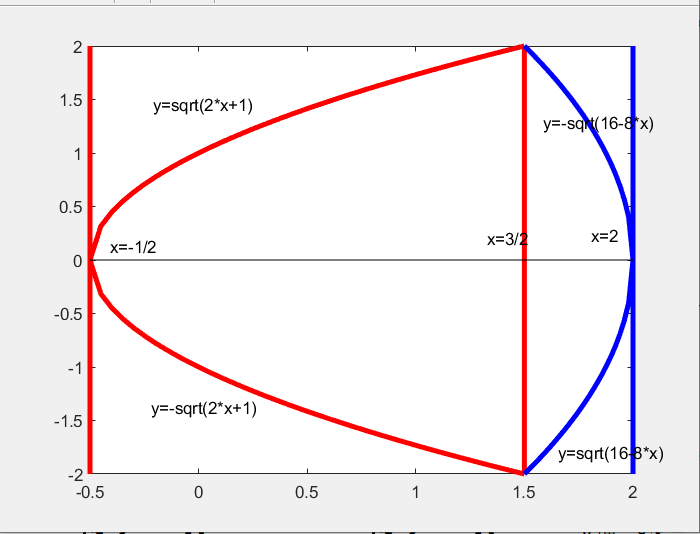 2
1.5
1
0.5
0
-0.5
-1
-1.5
-2
y=sqrt(2*x+1)
y=-sqrt(16-8*x)
x=-1/2
x=3/2
x=2
y=-sqrt(2*x+1)
y=sqrt(16-8*x)
-0.5
0
0.5
1
1.5
2